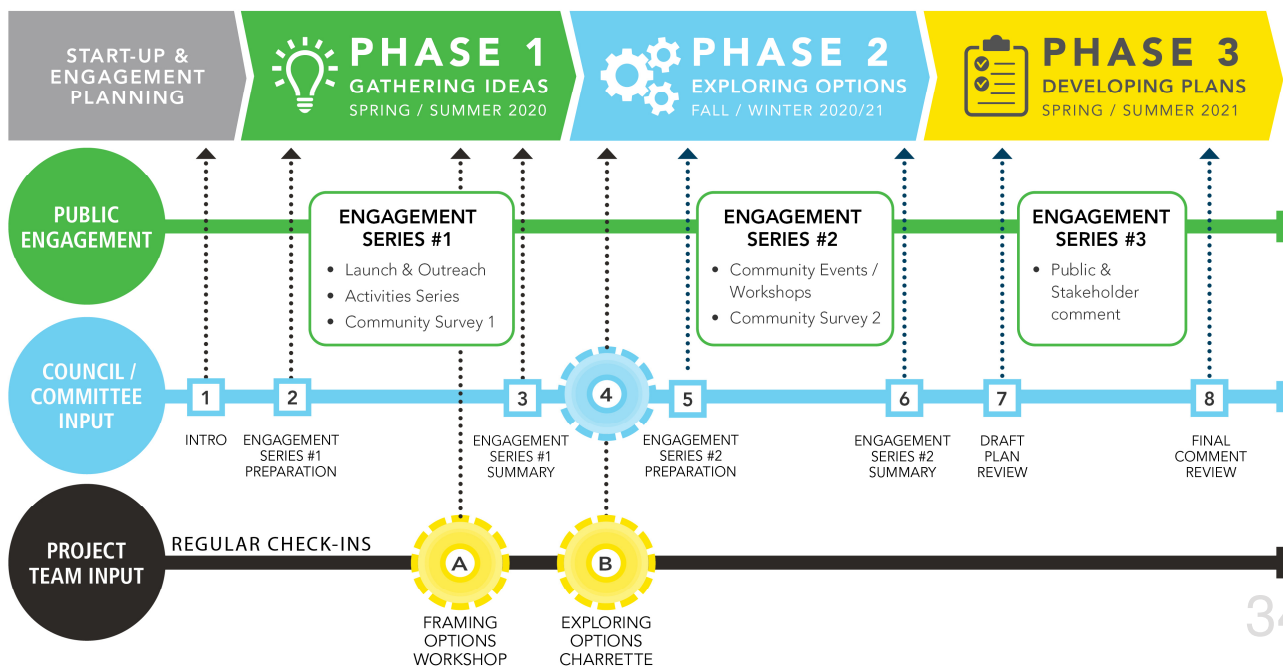 START-UP &
ENGAGEMENT
PLANNING
PHASE 1
GATHERING IDEAS
SPRING / SUMMER 2020
PHASE 2
EXPLORING OPTIONS
FALL / WINTER 2020/21
PHASE 3
DEVELOPING PLANS
SPRING / SUMMER 2021
PUBLIC
ENGAGEMENT
ENGAGEMENT
SERIES #1
• Launch & Outreach
• Activities Series
• Community Survey 1
ENGAGEMENT
SERIES #2
• Community Events /
Workshops
• Community Survey 2
ENGAGEMENT
SERIES #3
• Public &
Stakeholder
comment
COUNCIL /
COMMITTEE
INPUT
1
INTRO
2
ENGAGEMENT
SERIES #1
PREPARATION
3
ENGAGEMENT
SERIES #1
SUMMARY
4
5
ENGAGEMENT
SERIES #2
PREPARATION
6
ENGAGEMENT
SERIES #2
SUMMARY
7
DRAFT
PLAN
REVIEW
8
FINAL
COMMENT
REVIEW
PROJECT
TEAM INPUT
REGULAR CHECK-INS
A
FRAMING
OPTIONS
WORKSHOP
B
EXPLORING
OPTIONS
CHARRETTE
34